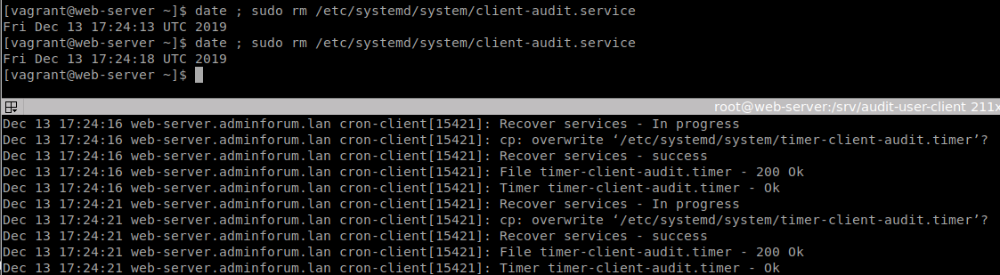 [vagrant@web-server ~]$ date ; sudo rm /etc/systemd/system/client-audit.service
Fri Dec 13 17:24:13 UTC 2019
[vagrant@web-server ~]$ date ; sudo rm /etc/systemd/system/client-audit.service
Fri Dec 13 17:24:18 UTC 2019
[vagrant@web-server ~]$
root@web-server:/srv/audit-user-client 211x
Dec 13 17:24:16 web-server.adminforum.lan cron-client[15421]: Recover services - In progress
Dec 13 17:24:16 web-server.adminforum.lan cron-client[15421]: cp: overwrite ‘/etc/systemd/system/timer-client-audit.timer’?
Dec 13 17:24:16 web-server.adminforum.lan cron-client[15421]: Recover services - success
Dec 13 17:24:16 web-server.adminforum.lan cron-client[15421]: File timer-client-audit.timer - 200 Ok
Dec 13 17:24:16 web-server.adminforum.lan cron-client[15421]: Timer timer-client-audit.timer - Ok
Dec 13 17:24:21 web-server.adminforum.lan cron-client[15421]: Recover services - In progress
Dec 13 17:24:21 web-server.adminforum.lan cron-client[15421]: cp: overwrite ‘/etc/systemd/system/timer-client-audit.timer’?
Dec 13 17:24:21 web-server.adminforum.lan cron-client[15421]: Recover services - success
Dec 13 17:24:21 web-server.adminforum.lan cron-client[15421]: File timer-client-audit.timer - 200 Ok
Dec 13 17:24:21 web-server.adminforum.lan cron-client[15421]: Timer timer-client-audit.timer - Ok